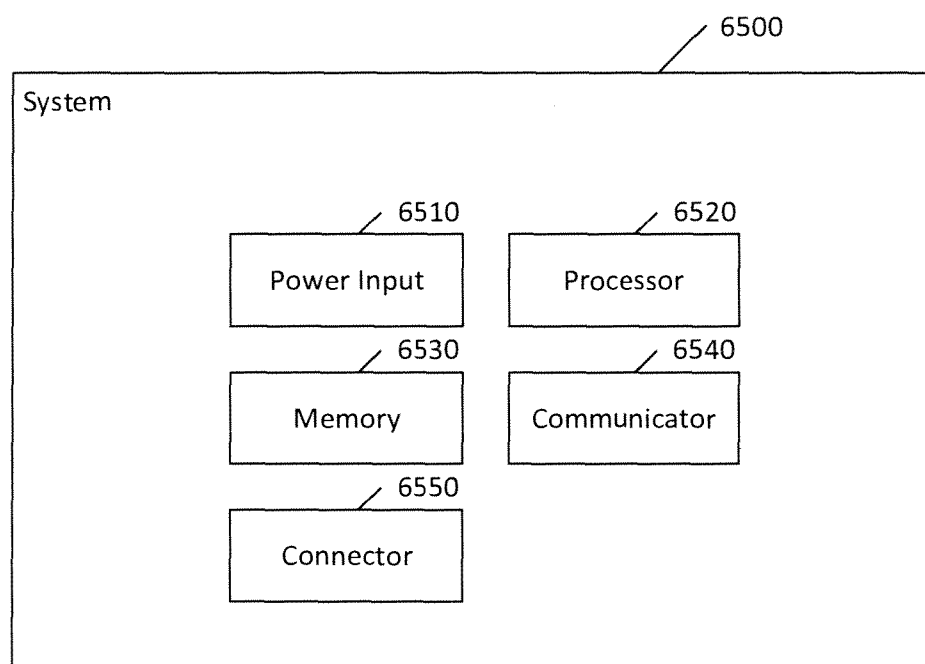 6500
System
6510
6520
Power Input
Processor
6530
6540
Memory
Communicator
6550
Connector